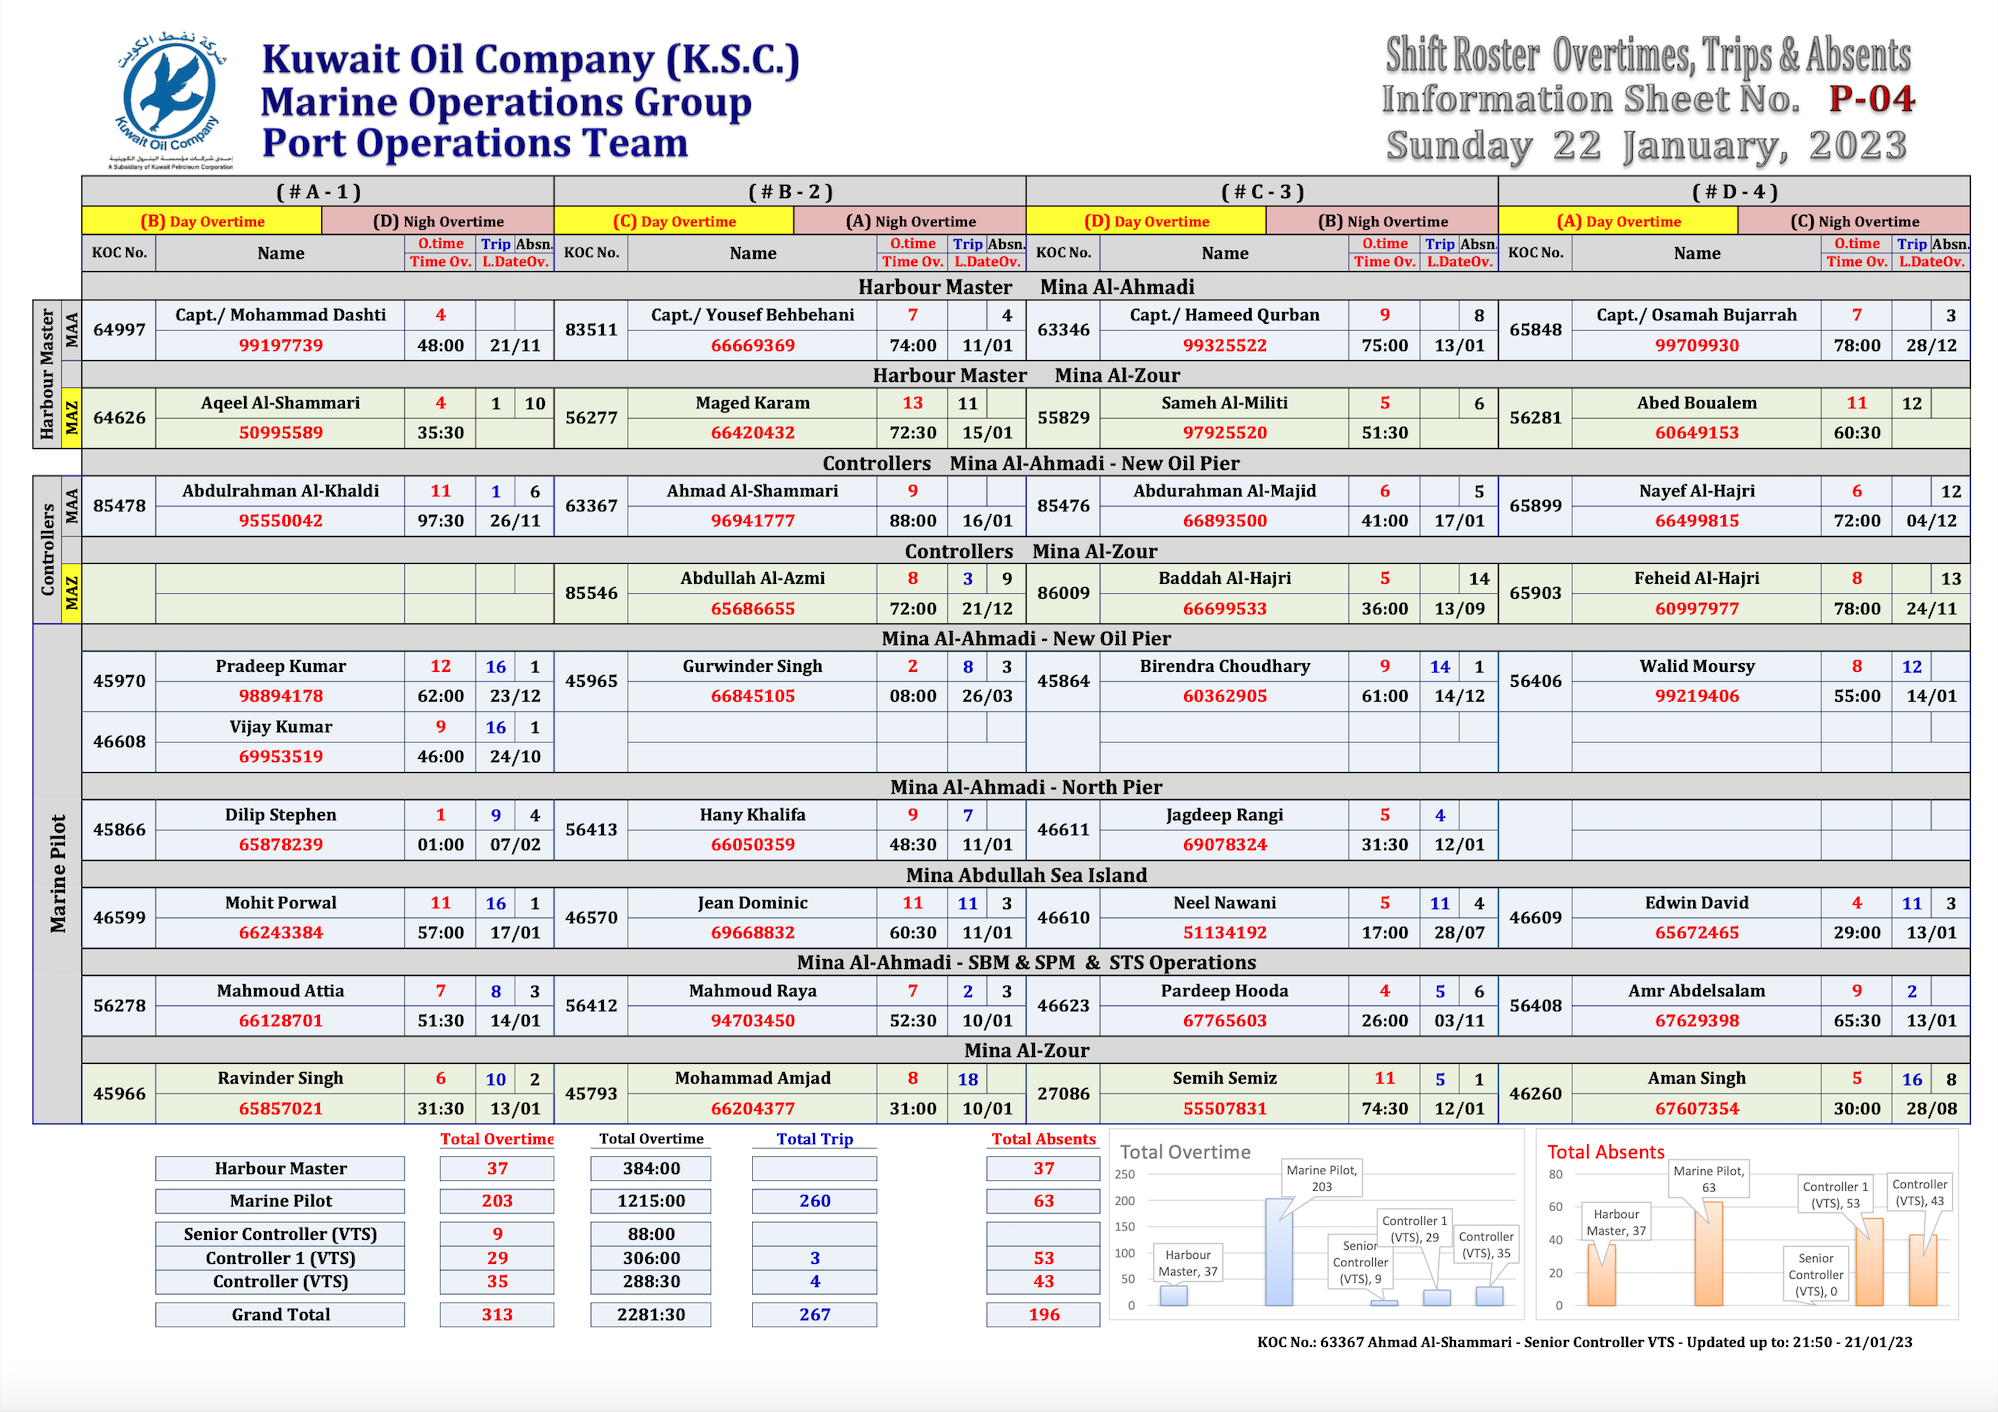 شركة نفط الكويت
Kuwait Oil Company
إحدى شركات مؤسسة البترول الكويتية
A Subsidiary of Kuwait Petroleum Corporation
Kuwait Oil Company (K.S.C.)
Marine Operations Group
Port Operations Team
Shift Roster Overtimes, Trips & Absents
Information Sheet No. P-04
Sunday 22 January, 2023
( # A - 1 ) ( # B - 2 ) ( # C - 3 ) ( # D - 4 )
(B) Day Overtime (D) Nigh Overtime (C) Day Overtime (A) Nigh Overtime (D) Day Overtime (B) Nigh Overtime (A) Day Overtime (C) Nigh Overtime
KOC No. Name O.time Trip Absn. KOC No. Name O.time Trip Absn. KOC No. Name O.time Trip Absn. KOC No. Name O.time Trip Absn.
Time Ov. L.DateOv. Time Ov. L.DateOv. Time Ov. L.DateOv. Time Ov. L.DateOv.
Harbour Master Mina Al-Ahmadi
Harbour Master
MAA
64997 Capt./ Mohammad Dashti 4 83511 Capt./ Yousef Behbehani 7 4 63346 Capt./ Hameed Qurban 9 8 65848 Capt./ Osamah Bujarrah 7 3
99197739 48:00 21/11 66669369 74:00 11/01 99325522 75:00 13/01 99709930 78:00 28/12
Harbour Master Mina Al-Zour
MAZ
64626 Aqeel Al-Shammari 4 1 10 56277 Maged Karam 13 11 55829 Sameh Al-Militi 5 6 56281 Abed Boualem 11 12
50995589 35:30 66420432 72:30 15/01 97925520 51:30 60649153 60:30
Controllers Mina Al-Ahmadi - New Oil Pier
Controllers
MAA
85478 Abdulrahman Al-Khaldi 11 1 6 63367 Ahmad Al-Shammari 9 85476 Abdurahman Al-Majid 6 5 65899 Nayef Al-Hajri 6 12
95550042 97:30 26/11 96941777 88:00 16/01 66893500 41:00 17/01 66499815 72:00 04/12
Controllers Mina Al-Zour
MAZ
85546 Abdullah Al-Azmi 8 3 9 86009 Baddah Al-Hajri 5 14 65903 Feheid Al-Hajri 8 13
65686655 72:00 21/12 66699533 36:00 13/09 60997977 78:00 24/11
Marine Pilot
Mina Al-Ahmadi - New Oil Pier
45970 Pradeep Kumar 12 16 1 45965 Gurwinder Singh 2 8 3 45864 Birendra Choudhary 9 14 1 56406 Walid Moursy 8 12
98894178 62:00 23/12 66845105 08:00 26/03 60362905 61:00 14/12 99219406 55:00 14/01
46608 Vijay Kumar 9 16 1
69953519 46:00 24/10
Mina Al-Ahmadi - North Pier
45866 Dilip Stephen 1 9 4 56413 Hany Khalifa 9 7 46611 Jagdeep Rangi 5 4
65878239 01:00 07/02 66050359 48:30 11/01 69078324 31:30 12/01
Mina Abdullah Sea Island
46599 Mohit Porwal 11 16 1 46570 Jean Dominic 11 11 3 46610 Neel Nawani 5 11 4 46609 Edwin David 4 11 3
66243384 57:00 17/01 69668832 60:30 11/01 51134192 17:00 28/07 65672465 29:00 13/01
Mina Al-Ahmadi - SBM & SPM & STS Operations
56278 Mahmoud Attia 7 8 3 56412 Mahmoud Raya 7 2 3 46623 Pardeep Hooda 4 5 6 56408 Amr Abdelsalam 9 2
66128701 51:30 14/01 94703450 52:30 10/01 67765603 26:00 03/11 67629398 65:30 13/01
Mina Al-Zour
45966 Ravinder Singh 6 10 2 45793 Mohammad Amjad 8 18 27086 Semih Semiz 11 5 1 46260 Aman Singh 5 16 8
65857021 31:30 13/01 66204377 31:00 10/01 55507831 74:30 12/01 67607354 30:00 28/08
Total Overtime Total Overtime Total Trip Total Absents
Harbour Master 37 384:00 37
Marine Pilot 203 1215:00 260 63
Senior Controller (VTS) 9 88:00
Controller 1 (VTS) 29 306:00 3 53
Controller (VTS) 35 288:30 4 43
Grand Total 313 2281:30 267 196
Total Overtime
250
200
150
100
50
0
Harbour Master, 37
Marine Pilot, 203
Senior Controller (VTS), 9
Controller 1 (VTS), 29
Controller (VTS), 35
Total Absents
80
60
40
20
0
Harbour Master, 37
Marine Pilot, 63
Senior Controller (VTS), 0
Controller 1 (VTS), 53
Controller (VTS), 43
KOC No.: 63367 Ahmad Al-Shammari - Senior Controller VTS - Updated up to: 21:50 - 21/01/23